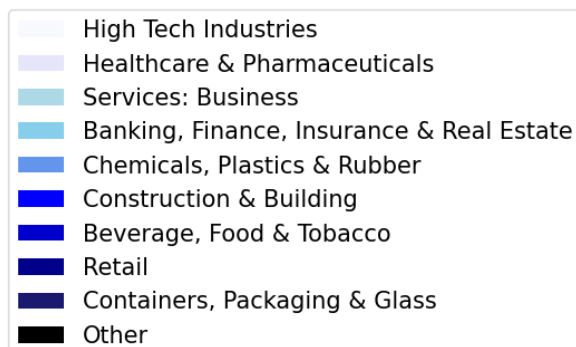 High Tech Industries
Healthcare & Pharmaceuticals
Services: Business
Banking, Finance, Insurance & Real Estate
Chemicals, Plastics & Rubber
Construction & Building
Beverage, Food & Tobacco
Retail
Containers, Packaging & Glass
Other